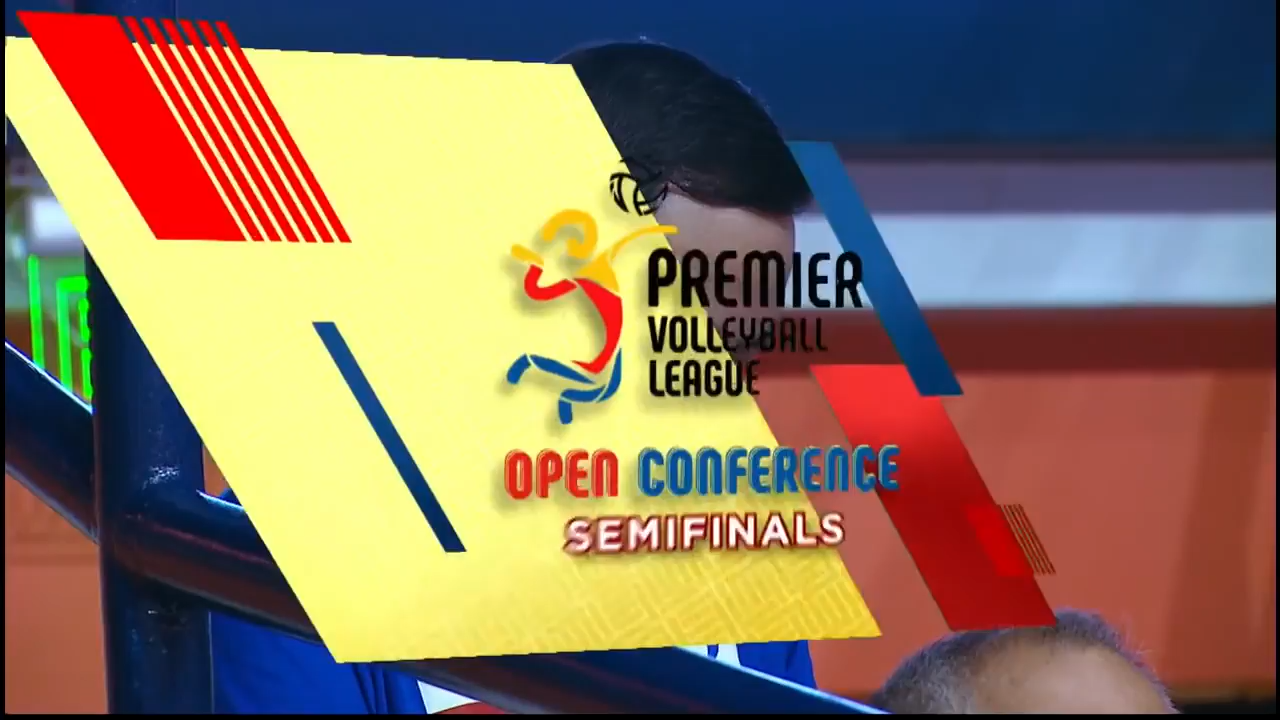 PREMIER
VOLLEYBALL
LEAGUE
OPEN CONFERENCE
SEMIFINALS